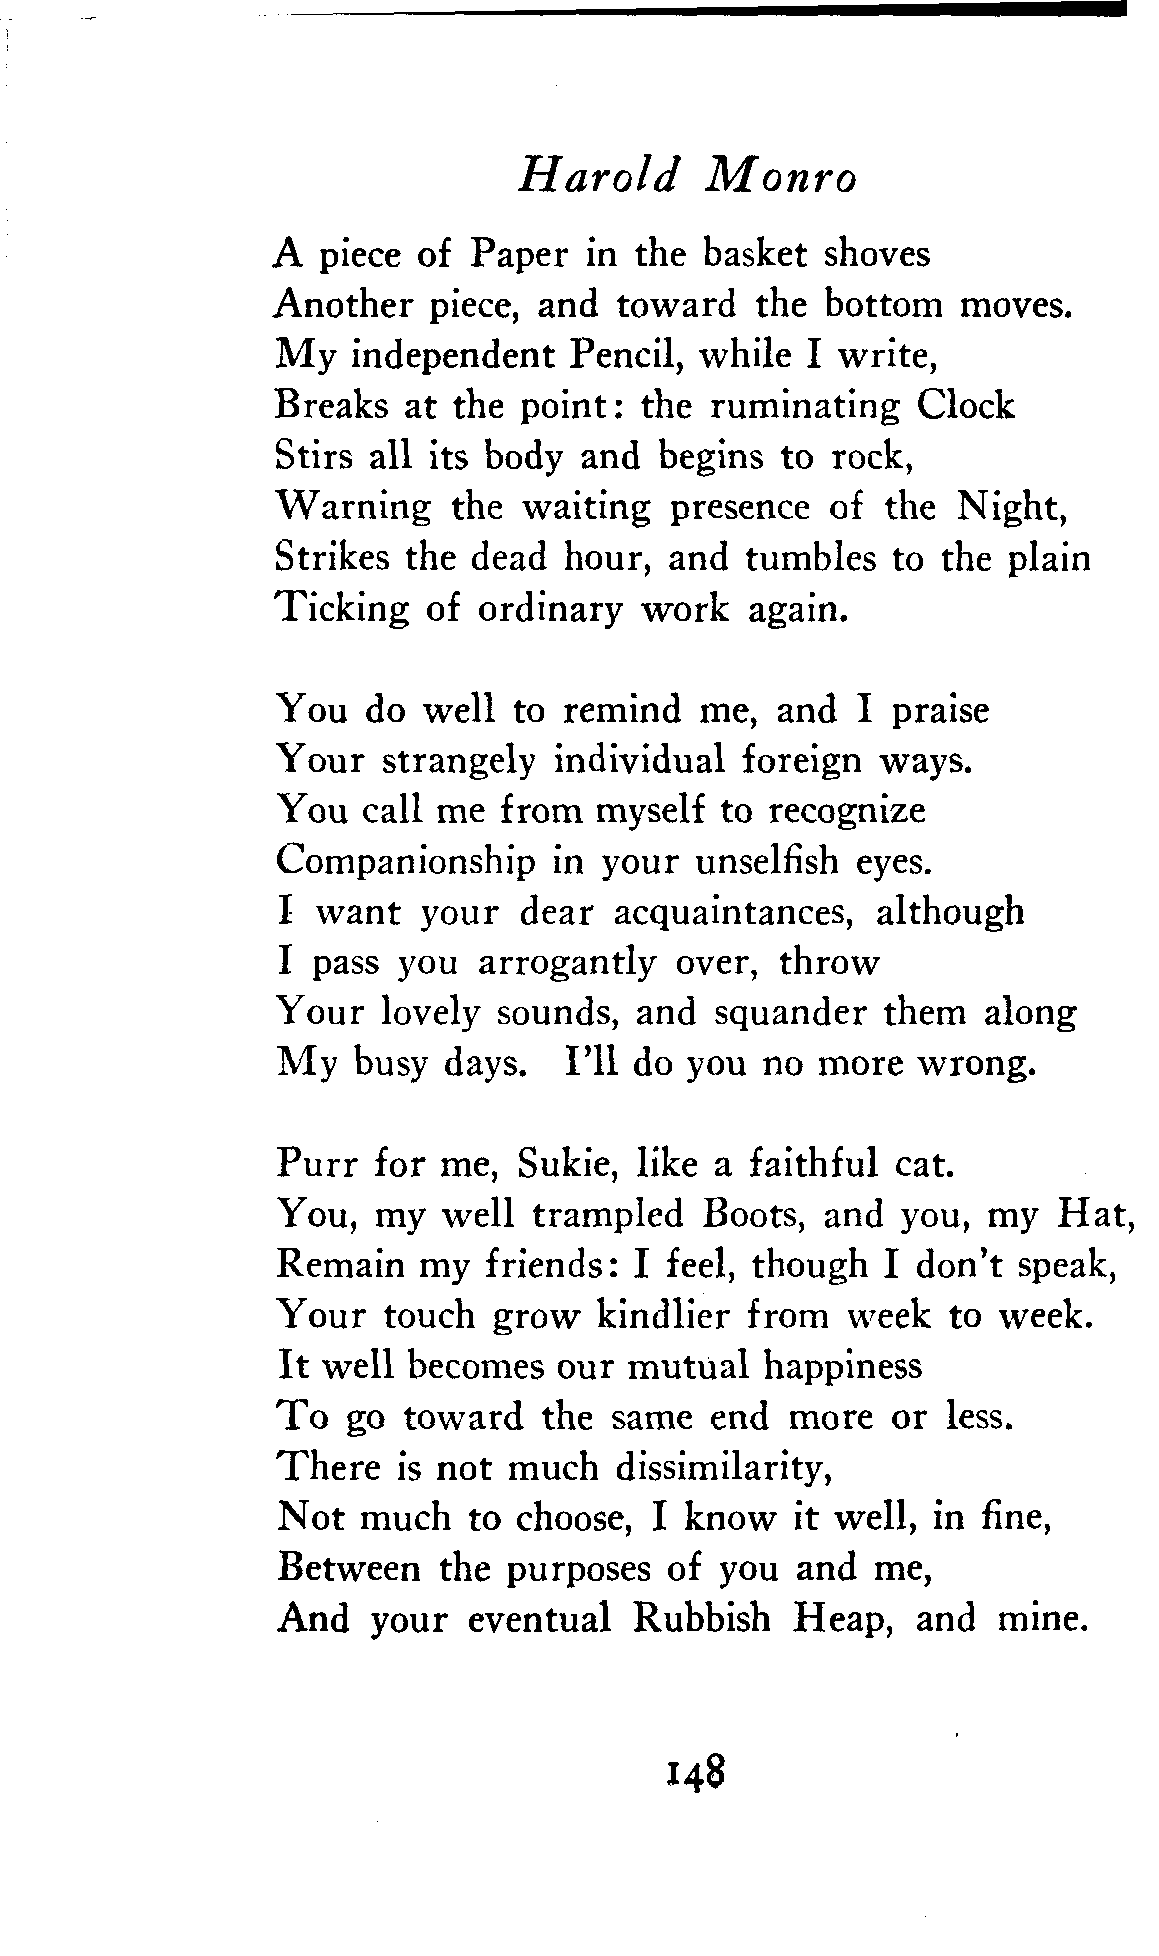 Harold Monro
A piece of Paper in the basket shoves
Another piece, and toward the bottom moves.
My independent Pencil, while I write,
Breaks at the point: the ruminating Clock
Stirs all its body and begins to rock,
Warning the waiting presence of the Night,
Strikes the dead hour, and tumbles to the plain
Ticking of ordinary work again.

You do well to remind me, and I praise
Your strangely individual foreign ways.
You call me from myself to recognize
Companionship in your unselfish eyes.
I want your dear acquaintances, although
I pass you arrogantly over, throw
Your lovely sounds, and squander them along
My busy days. I'll do you no more wrong.

Purr for me, Sukie, like a faithful cat.
You, my well trampled Boots, and you, my Hat,
Remain my friends: I feel, though I don't speak,
Your touch grow kindlier from week to week.
It well becomes our mutual happiness
To go toward the same end more or less.
There is not much dissimilarity,
Not much to choose, I know it well, in fine,
Between the purposes of you and me,
And your eventual Rubbish Heap, and mine.

148